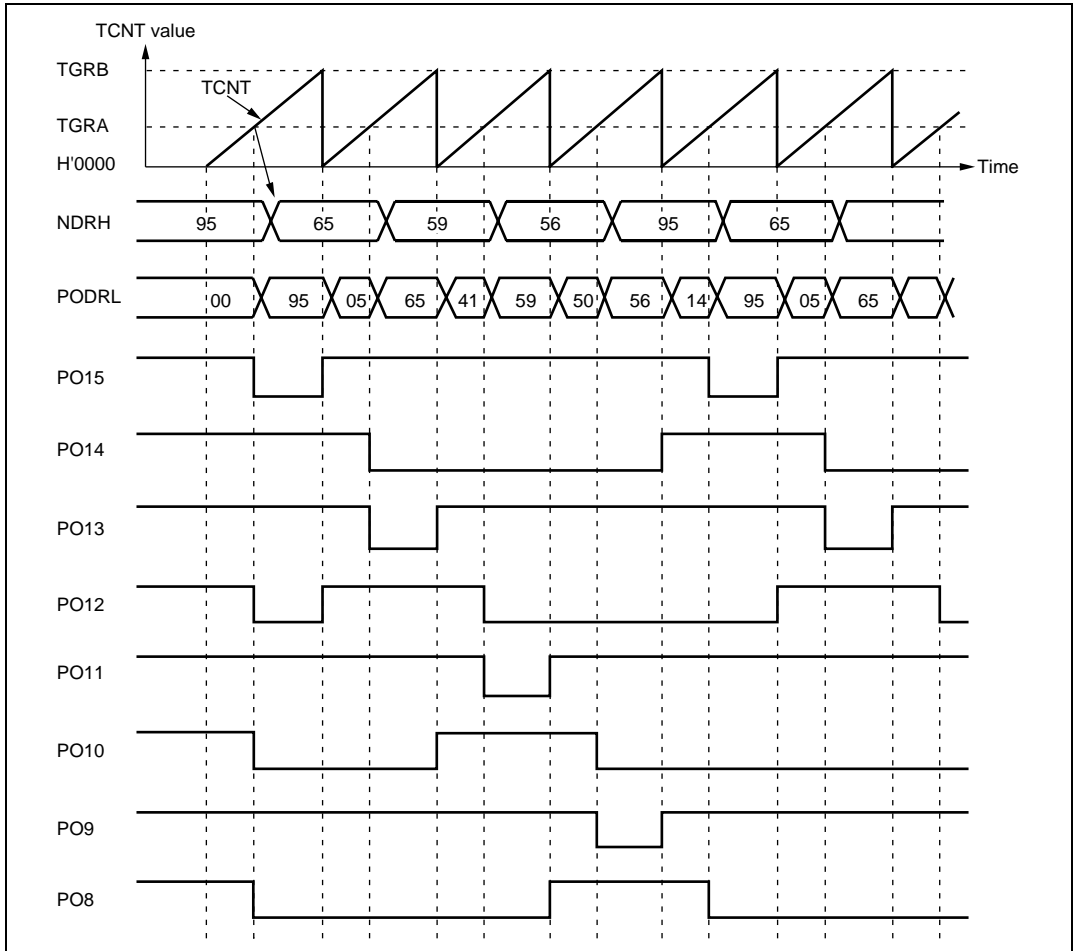 TCNT value
TGRB
TCNT
TGRA
H'0000
Time
NDRH 95 65 59 56 95 65
PODRL 00 95 05 65 41 59 50 56 14 95 05 65
PO15
PO14
PO13
PO12
PO11
PO10
PO9
PO8